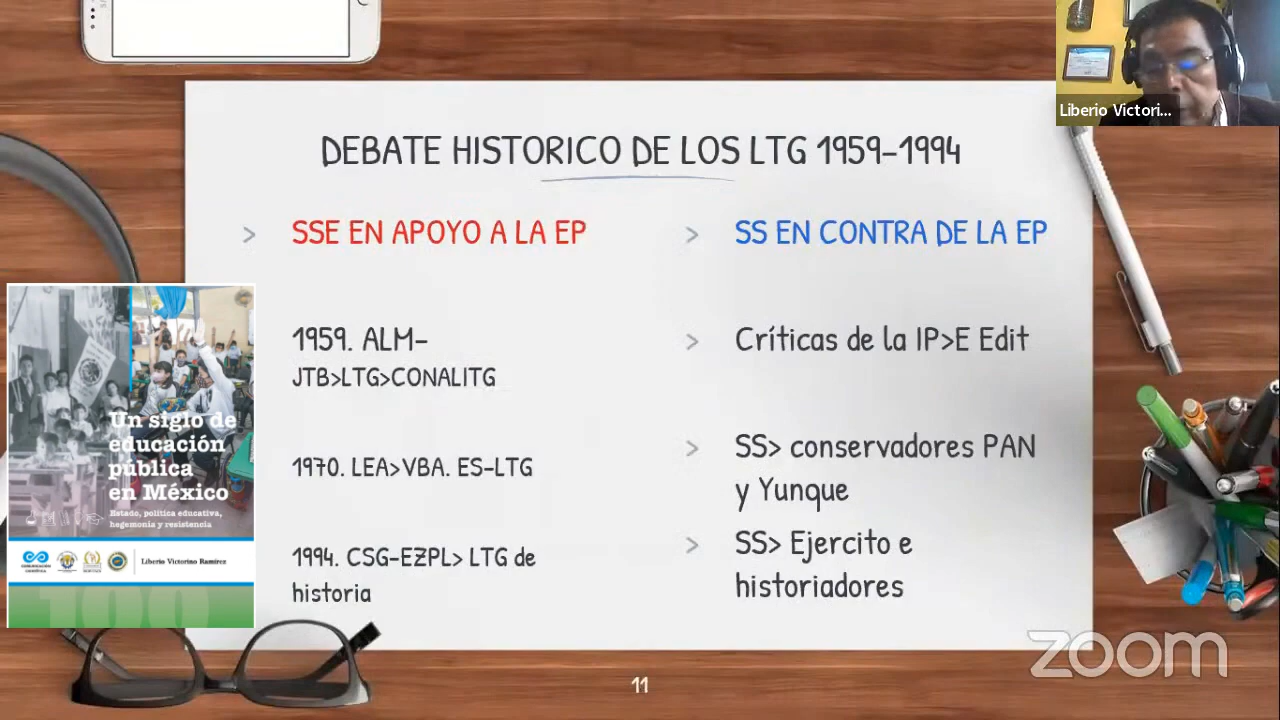 Liberio Victori...
DEBATE HISTORICO DE LOS LTG 1959-1994
> SSE EN APOYO A LA EP
1959. ALM-
JTB>LTG>CONALITG
1970. LEA>VBA. ES-LTG
1994. CSG-EZPL> LTG de
historia
> SS EN CONTRA DE LA EP
> Críticas de la IP>E Edit
> SS> conservadores PAN
y Yunque
> SS> Ejercito e
historiadores
Un siglo de
educación
pública
en México
Estado, política educativa,
hegemonía y resistencia
Liberio Victorino Ramírez
100
zoom
11